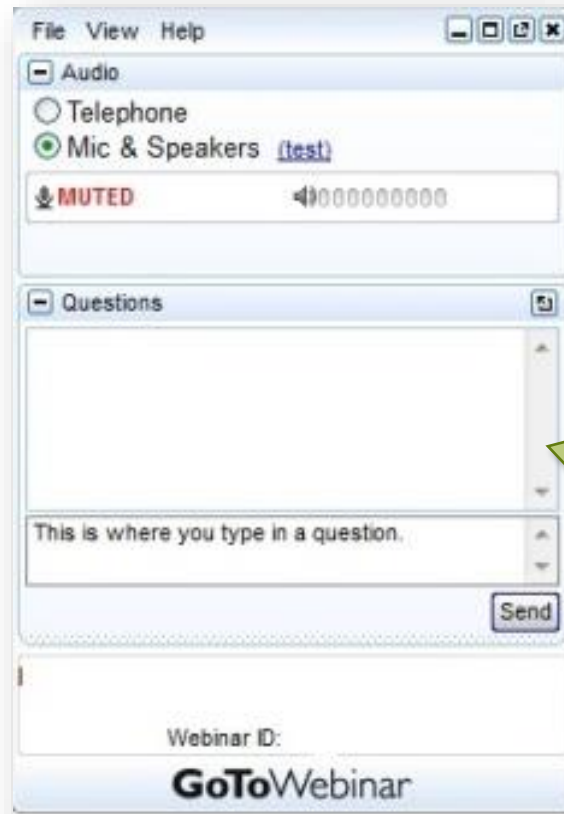 File View Help
Audio
Telephone
Mic & Speakers (test)
MUTED
Questions
This is where you type in a question.
Send
Webinar ID:
GoToWebinar